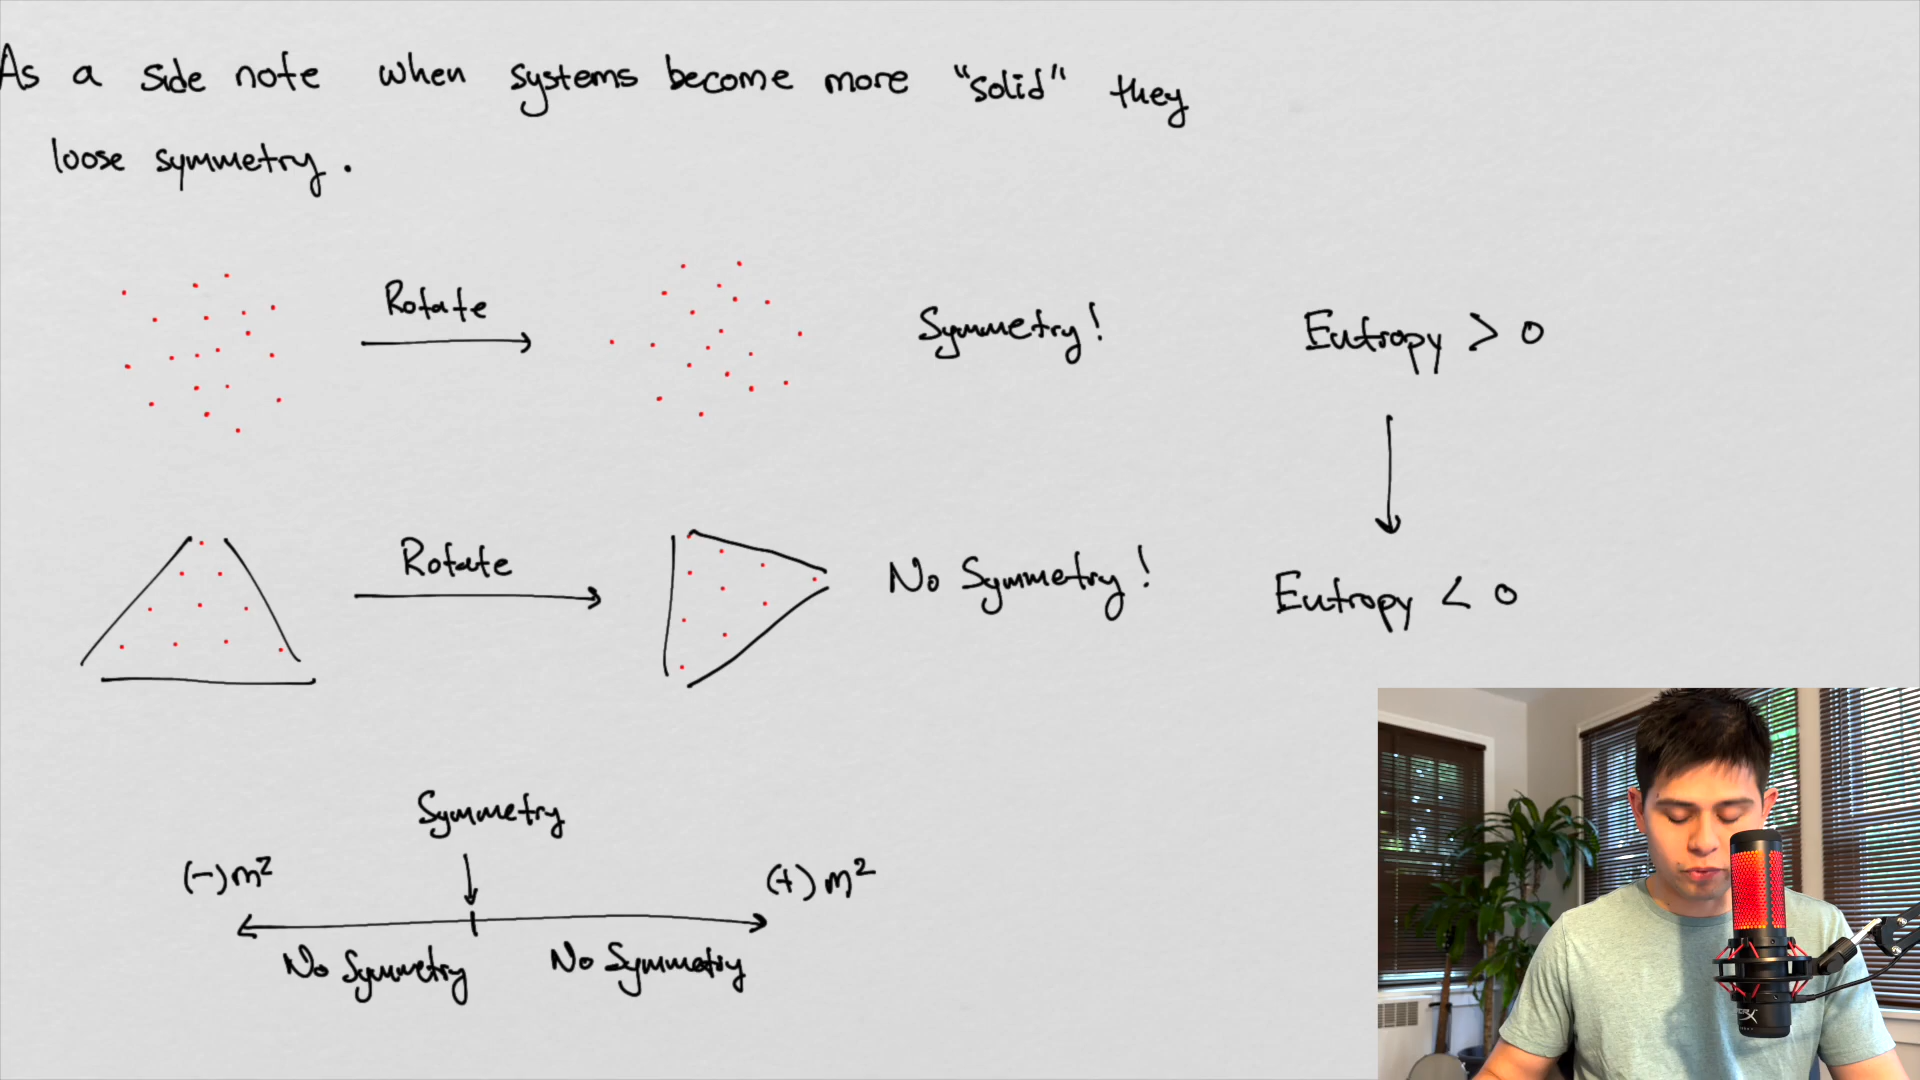 As a side note when systems become more "solid" they
loose symmetry.
Rotate
Symmetry!
Entropy > 0
Rotate
No Symmetry!
Entropy < 0
Symmetry
(-)m²
(+)m²
No Symmetry
No Symmetry